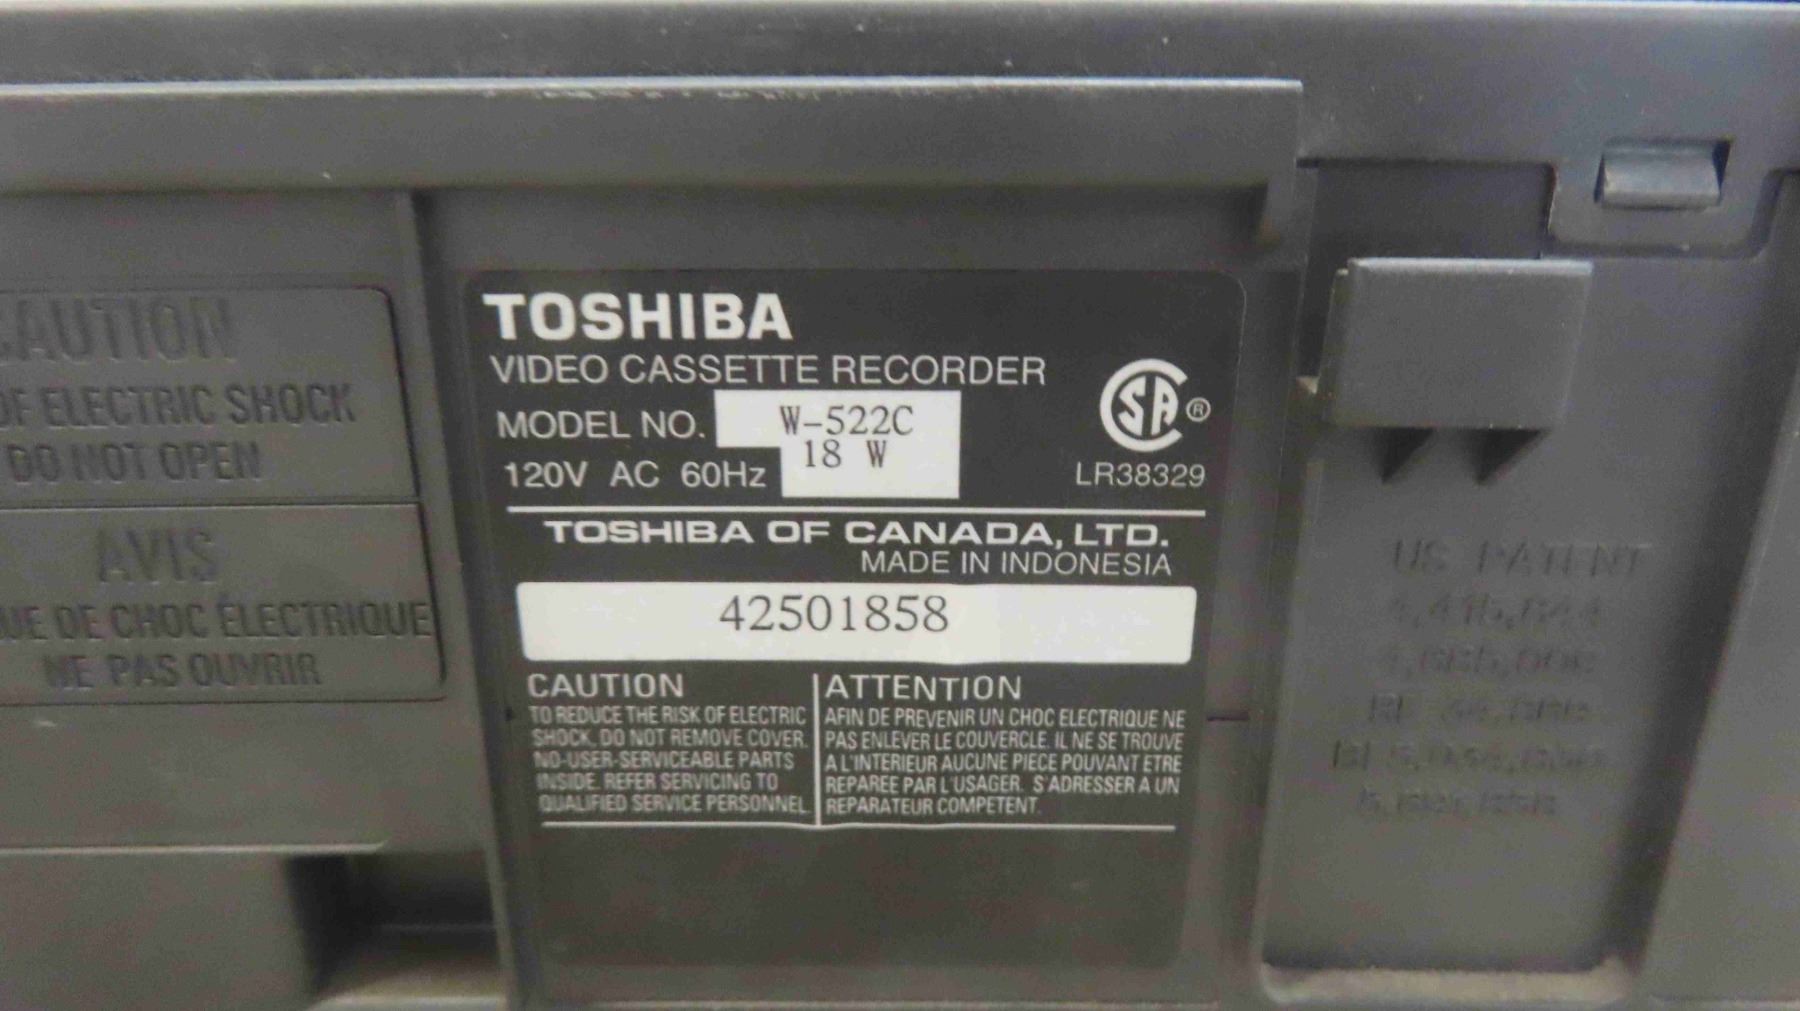 CAUTION
OF ELECTRIC SHOCK
DO NOT OPEN
AVIS
DE CHOC ÉLECTRIQUE
NE PAS OUVRIR
TOSHIBA
VIDEO CASSETTE RECORDER
MODEL NO. W-522C
120V AC 60Hz 18 W
SA ®
LR38329
TOSHIBA OF CANADA, LTD.
MADE IN INDONESIA
42501858
CAUTION
TO REDUCE THE RISK OF ELECTRIC
SHOCK, DO NOT REMOVE COVER.
NO-USER-SERVICEABLE PARTS
INSIDE. REFER SERVICING TO
QUALIFIED SERVICE PERSONNEL
ATTENTION
AFIN DE PREVENIR UN CHOC ELECTRIQUE NE
PAS ENLEVER LE COUVERCLE. IL NE SE TROUVE
A L'INTERIEUR AUCUNE PIECE POUVANT ETRE
REPAREE PAR L'USAGER. S'ADRESSER A UN
REPARATEUR COMPETENT.
US PATENT